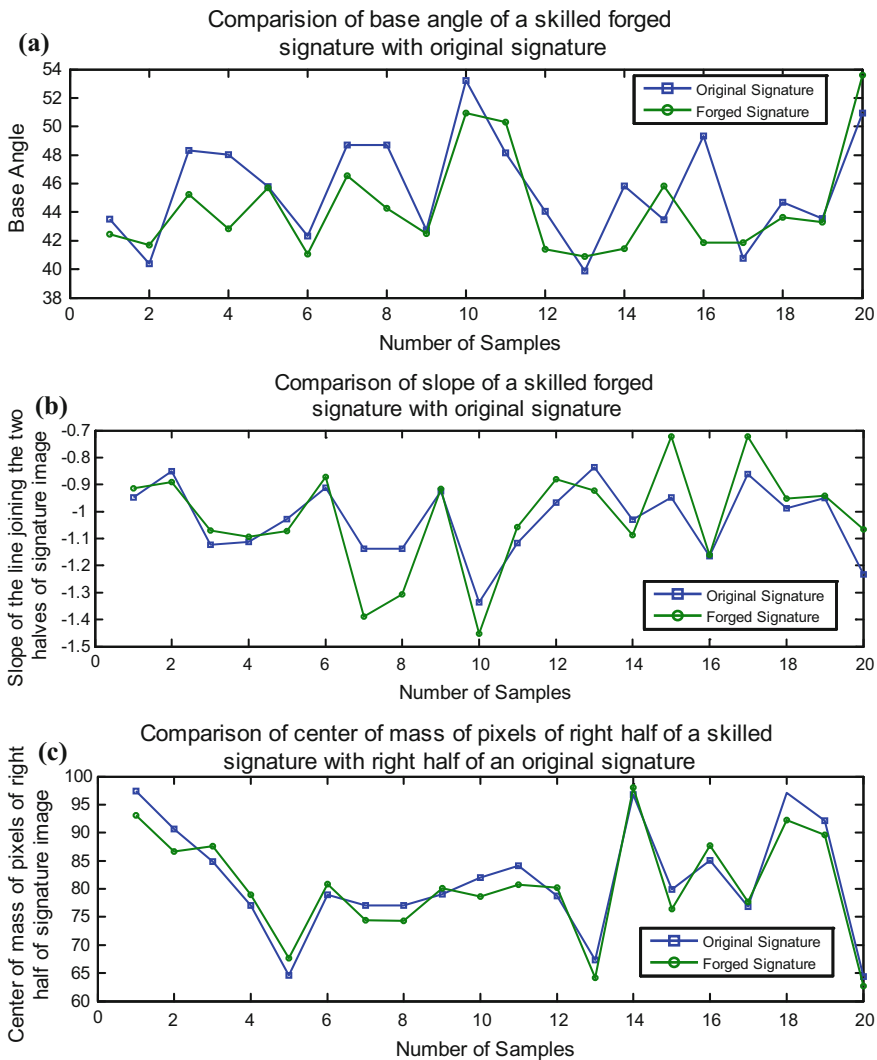 (a)
Comparision of base angle of a skilled forged
signature with original signature
54
52
50
48
46
44
42
40
38
Base Angle
Original Signature
Forged Signature
0 2 4 6 8 10 12 14 16 18 20
Number of Samples
(b)
Comparison of slope of a skilled forged
signature with original signature
-0.7
-0.8
-0.9
-1
-1.1
-1.2
-1.3
-1.4
-1.5
Slope of the line joining the two
halves of signature image
Original Signature
Forged Signature
0 2 4 6 8 10 12 14 16 18 20
Number of Samples
(c)
Comparison of center of mass of pixels of right half of a skilled
signature with right half of an original signature
100
95
90
85
80
75
70
65
60
Center of mass of pixels of right
half of signature image
Original Signature
Forged Signature
0 2 4 6 8 10 12 14 16 18 20
Number of Samples